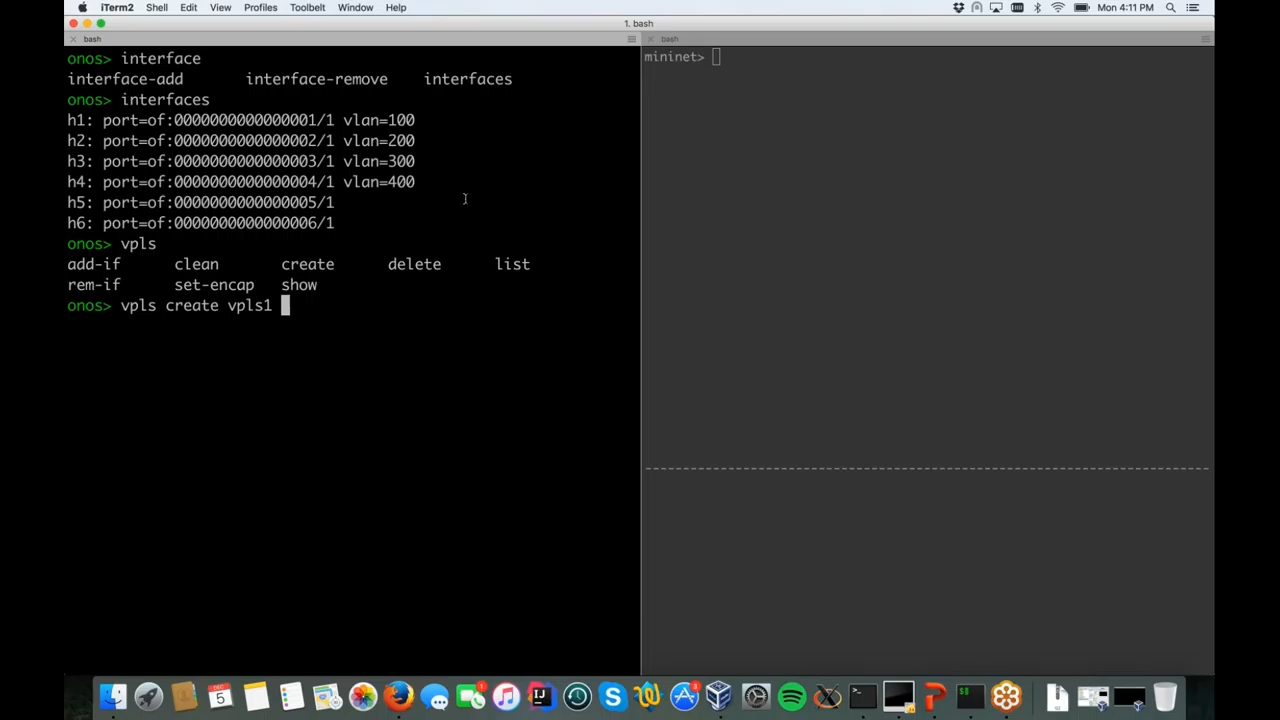 iTerm2 Shell Edit View Profiles Toolbelt Window Help Mon 4:11 PM
1. bash
bash
bash
onos> interface
interface-add interface-remove interfaces
onos> interfaces
h1: port=of:0000000000000001/1 vlan=100
h2: port=of:0000000000000002/1 vlan=200
h3: port=of:0000000000000003/1 vlan=300
h4: port=of:0000000000000004/1 vlan=400
h5: port=of:0000000000000005/1
h6: port=of:0000000000000006/1
onos> vpls
add-if clean create delete list
rem-if set-encap show
onos> vpls create vpls1
mininet>